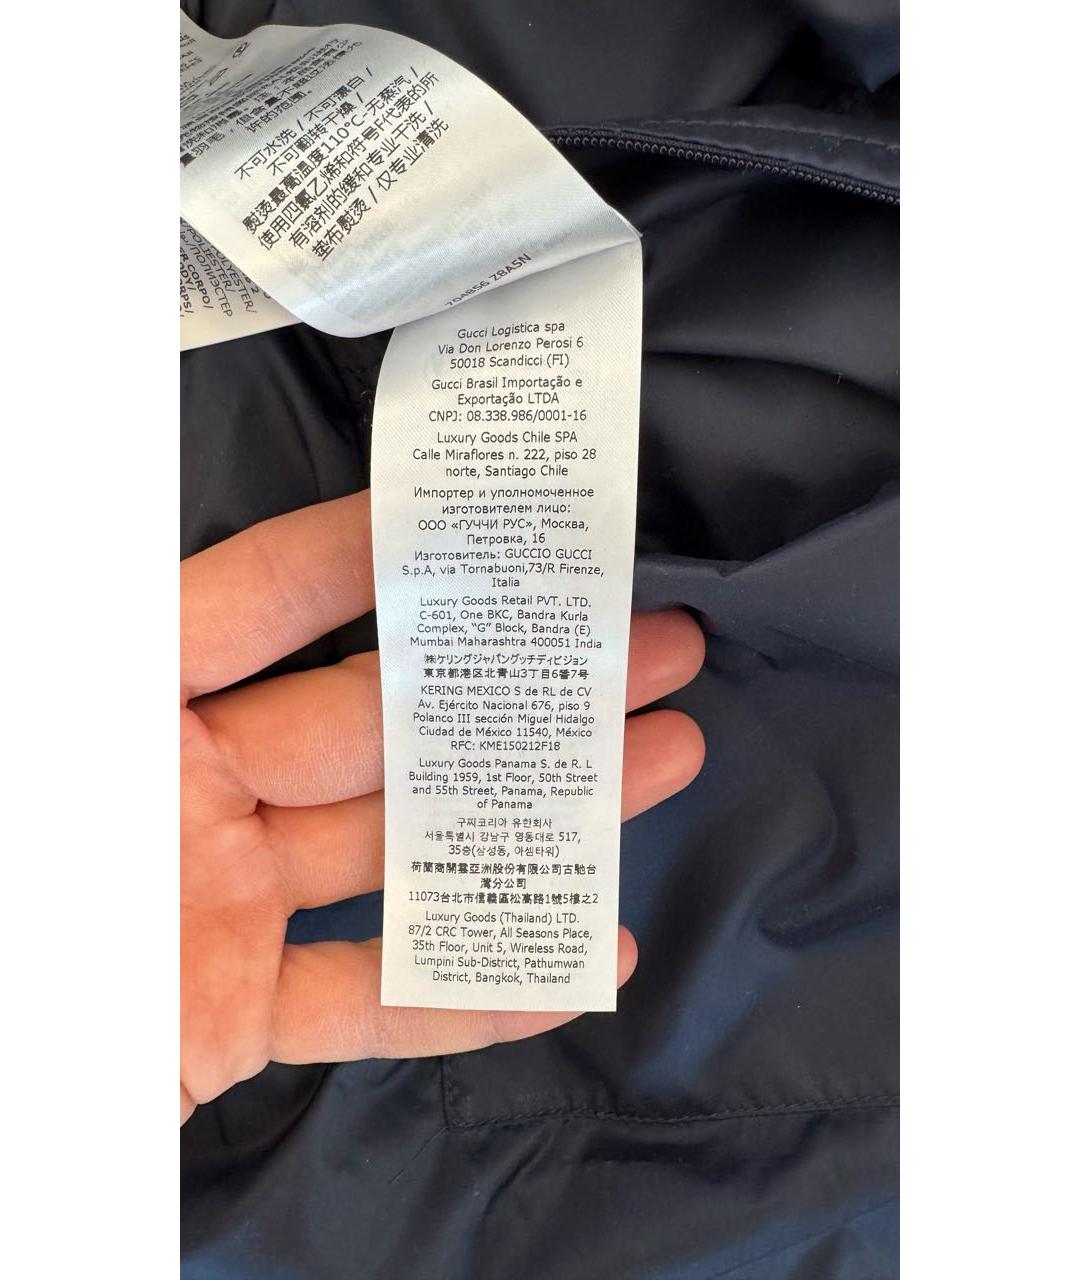 许的范围。
不可水洗 / 不可漂白 /
不可翻转干燥 /
熨烫最高温度110°C-无蒸汽 /
使用四氯乙烯和符号F代表的所
有溶剂的缓和专业干洗 /
垫布熨烫 / 仅专业清洗
POLYESTER/
/ПОЛИЭСТЕР
704856 Z8A5N
Gucci Logistica spa
Via Don Lorenzo Perosi 6
50018 Scandicci (FI)
Gucci Brasil Importação e
Exportação LTDA
CNPJ: 08.338.986/0001-16
Luxury Goods Chile SPA
Calle Miraflores n. 222, piso 28
norte, Santiago Chile
Импортер и уполномоченное
изготовителем лицо:
ООО «ГУЧЧИ РУС», Москва,
Петровка, 16
Изготовитель: GUCCIO GUCCI
S.p.A, via Tornabuoni,73/R Firenze,
Italia
Luxury Goods Retail PVT. LTD.
C-601, One BKC, Bandra Kurla
Complex, “G” Block, Bandra (E)
Mumbai Maharashtra 400051 India
㈱ケリングジャパングッチディビジョン
東京都港区北青山3丁目6番7号
KERING MEXICO S de RL de CV
Av. Ejército Nacional 676, piso 9
Polanco III sección Miguel Hidalgo
Ciudad de México 11540, México
RFC: KME150212F18
Luxury Goods Panama S. de R. L
Building 1959, 1st Floor, 50th Street
and 55th Street, Panama, Republic
of Panama
구찌코리아 유한회사
서울특별시 강남구 영동대로 517,
35층(삼성동, 아셈타워)
荷蘭商開雲亞洲股份有限公司古馳台
灣分公司
11073台北市信義區松高路1號5樓之2
Luxury Goods (Thailand) LTD.
87/2 CRC Tower, All Seasons Place,
35th Floor, Unit 5, Wireless Road,
Lumpini Sub-District, Pathumwan
District, Bangkok, Thailand